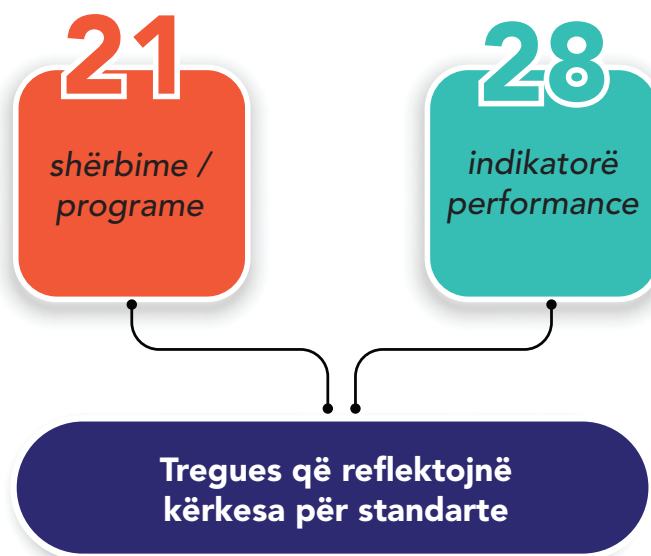 21
shërbime /
programe
28
indikatorë
performance
Tregues që reflektojnë
kërkesa për standarte